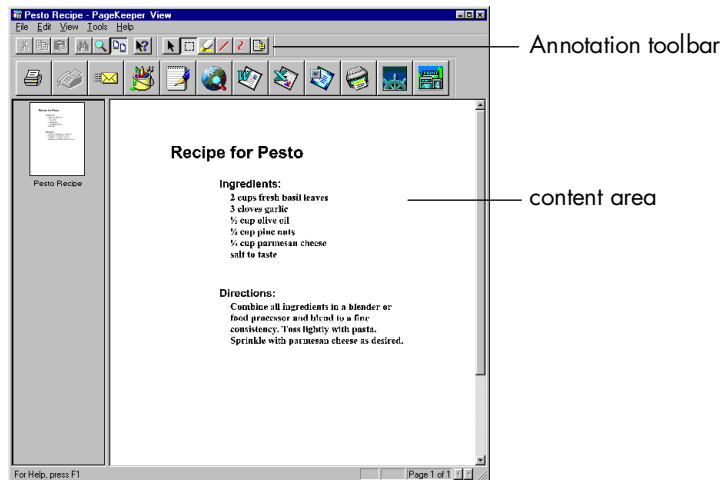 Pesto Recipe - PageKeeper View
File Edit View Tools Help
Annotation toolbar
Pesto Recipe
Recipe for Pesto
Ingredients:
2 cups fresh basil leaves
3 cloves garlic
½ cup olive oil
¼ cup pine nuts
¼ cup parmesan cheese
salt to taste
content area
Directions:
Combine all ingredients in a blender or
food processor and blend to a fine
consistency. Toss lightly with pasta.
Sprinkle with parmesan cheese as desired.
For Help, press F1
Page 1 of 1